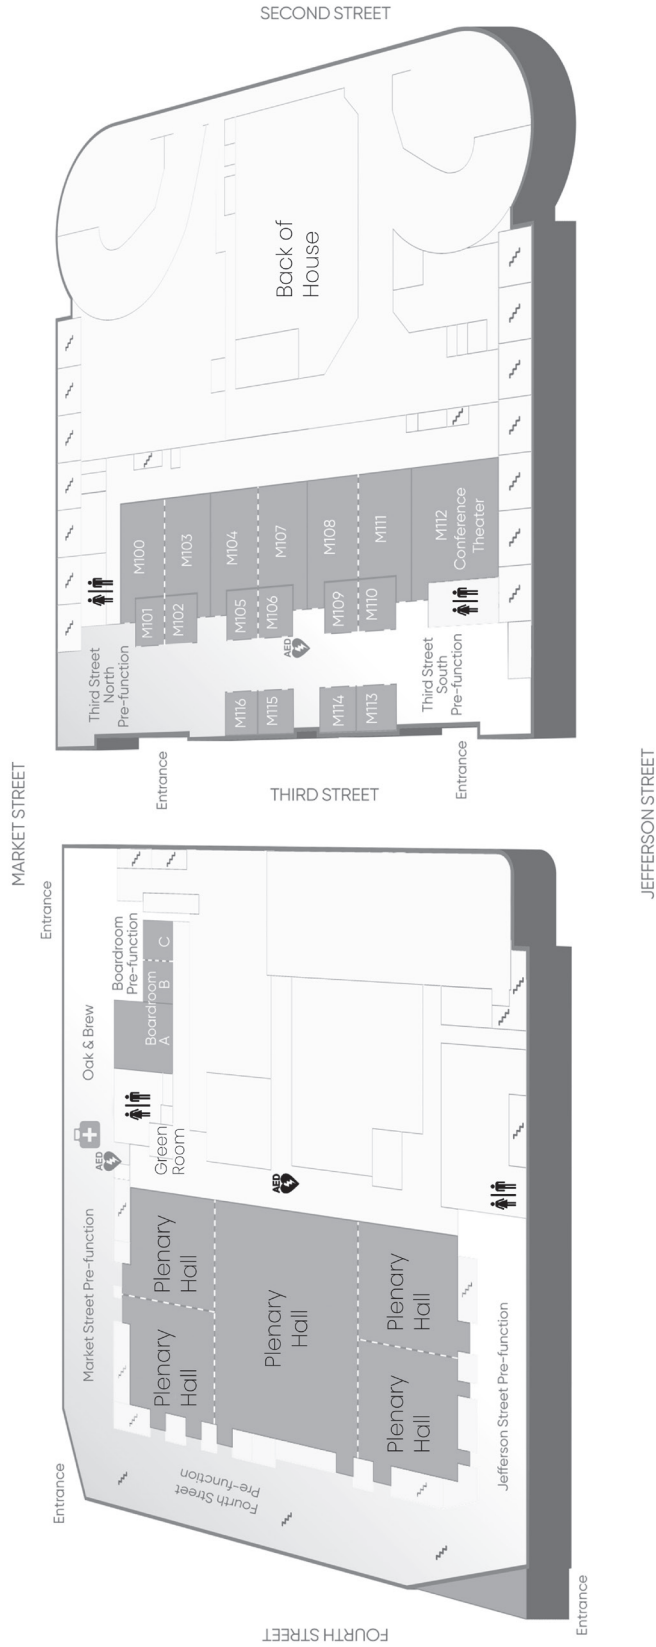 SECOND STREET
Back of
House
M100
M103
M104
M107
M108
M111
M112
Conference
Theater
M101
M102
M105
M106
M109
M110
AED
Third Street
North
Pre-function
Third Street
South
Pre-function
M116
M115
M114
M113
Entrance
Entrance
MARKET STREET
THIRD STREET
JEFFERSON STREET
Entrance
Boardroom
Pre-function
Boardroom
A
B
C
Oak & Brew
AED
Green
Room
AED
Market Street Pre-function
Plenary
Hall
Plenary
Hall
Plenary
Hall
Plenary
Hall
Plenary
Hall
Jefferson Street Pre-function
Fourth Street
Pre-function
Entrance
Entrance
FOURTH STREET